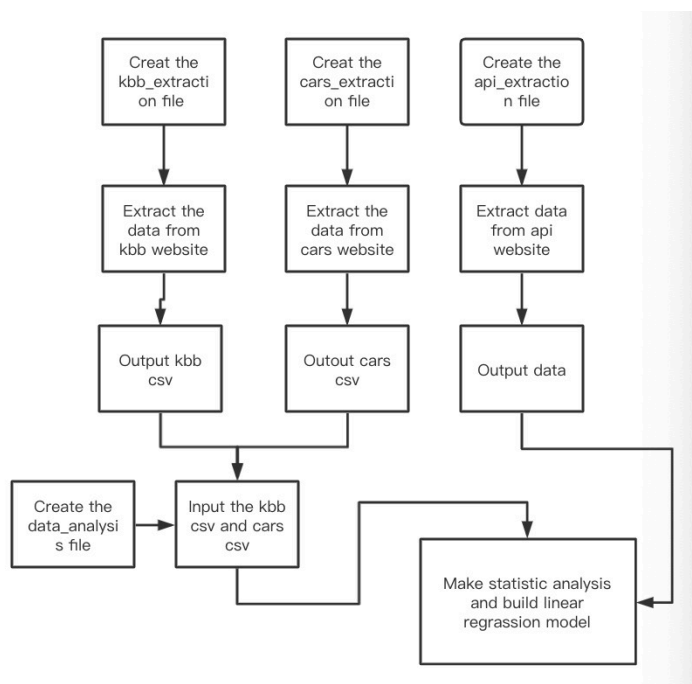 Creat the
kbb_extracti
on file
Creat the
cars_extracti
on file
Create the
api_extractio
n file
Extract the
data from
kbb website
Extract the
data from
cars website
Extract data
from api
website
Output kbb
csv
Outout cars
csv
Output data
Create the
data_analysi
s file
Input the kbb
csv and cars
csv
Make statistic analysis
and build linear
regrassion model